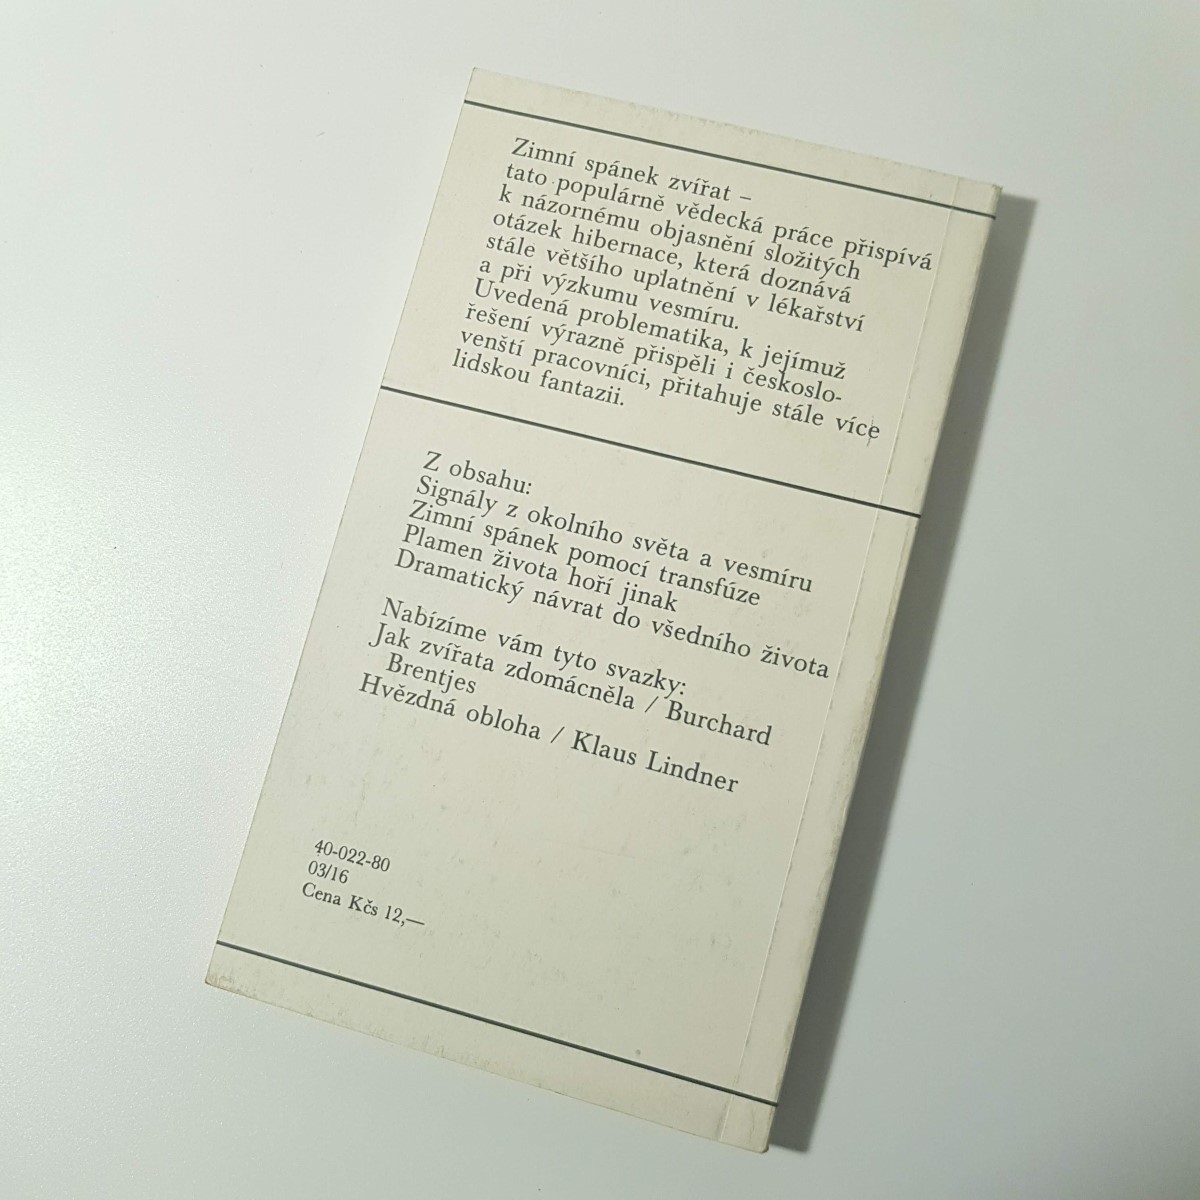 Zimní spánek zvířat –
tato populárně vědecká práce přispívá
k názornému objasnění složitých
otázek hibernace, která doznává
stále většího uplatnění v lékařství
a při výzkumu vesmíru.
Uvedená problematika, k jejímuž
řešení výrazně přispěli i českoslo-
venští pracovníci, přitahuje stále více
lidskou fantazii.
Z obsahu:
Signály z okolního světa a vesmíru
Zimní spánek pomocí transfúze
Plamen života hoří jinak
Dramatický návrat do všedního života
Nabízíme vám tyto svazky:
Jak zvířata zdomácněla / Burchard
Brentjes
Hvězdná obloha / Klaus Lindner
40-022-80
03/16
Cena Kčs 12,—